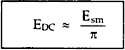 E_DC ≈ E_sm / π